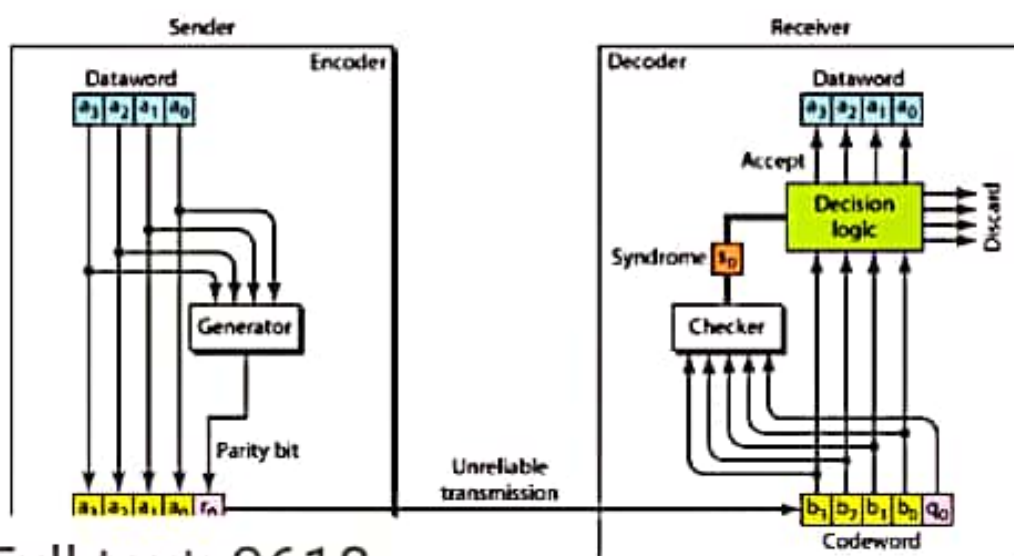 Sender
Encoder
Dataword
a3 a2 a1 a0
Generator
Parity bit
a3 a2 a1 a0 r0
Unreliable
transmission
Receiver
Decoder
Dataword
a3 a2 a1 a0
Accept
Decision
logic
Discard
Syndrome s0
Checker
b3 b2 b1 b0 q0
Codeword